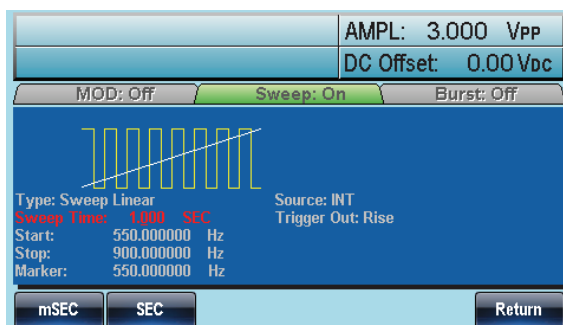 AMPL: 3.000 VPP
DC Offset: 0.00 VDC
MOD: Off Sweep: On Burst: Off
Type: Sweep Linear Source: INT
Sweep Time: 1.000 SEC Trigger Out: Rise
Start: 550.000000 Hz
Stop: 900.000000 Hz
Marker: 550.000000 Hz
mSEC SEC Return